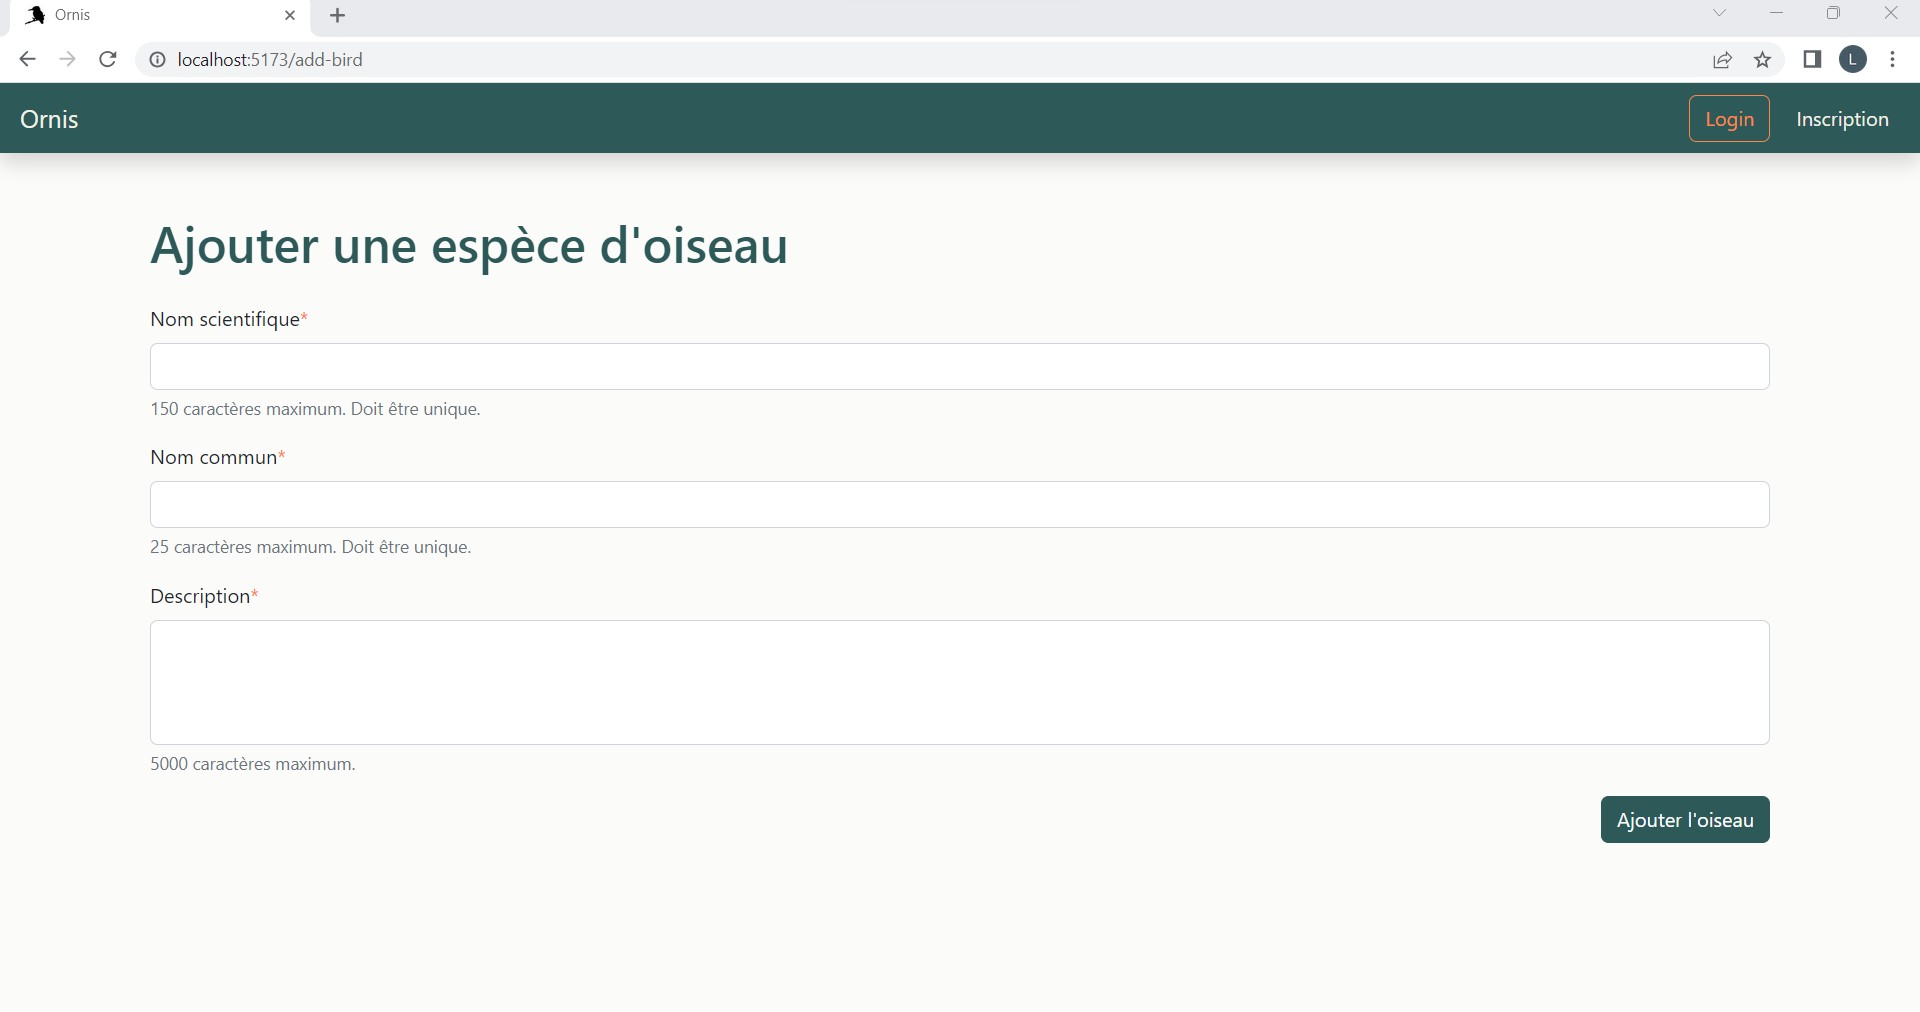 Ornis
localhost:5173/add-bird
L
Ornis
Login
Inscription
Ajouter une espèce d'oiseau
Nom scientifique*
150 caractères maximum. Doit être unique.
Nom commun*
25 caractères maximum. Doit être unique.
Description*
5000 caractères maximum.
Ajouter l'oiseau